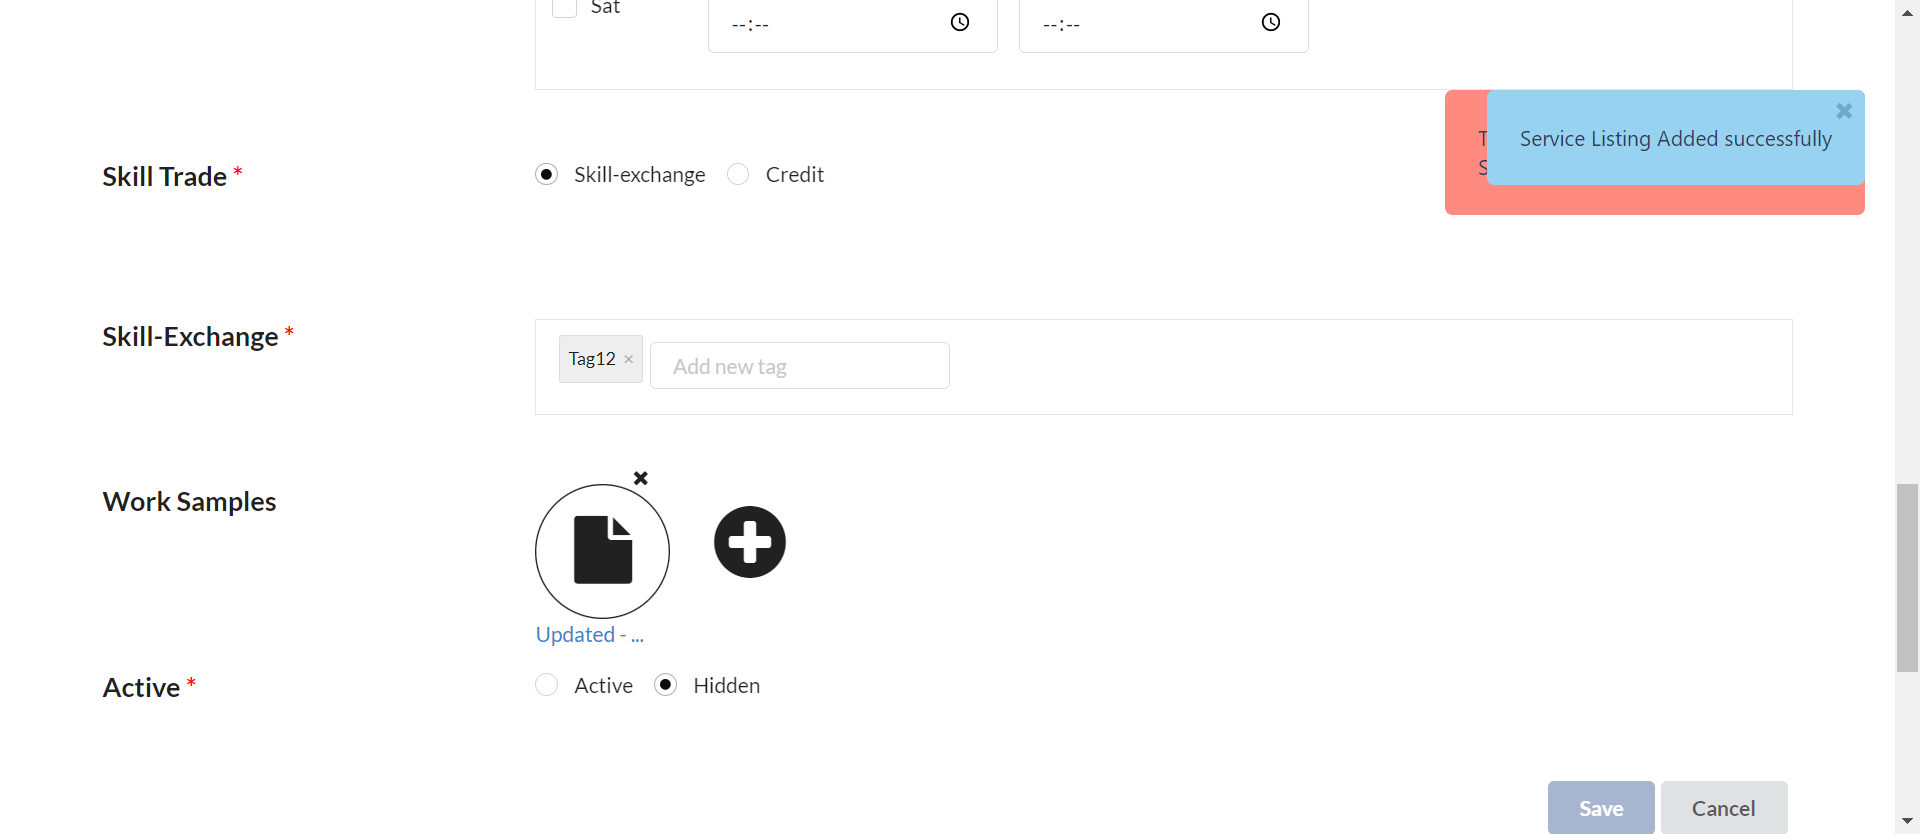 Sat
--:-- --:--
Service Listing Added successfully
Skill Trade *
Skill-exchange Credit
Skill-Exchange *
Tag12 × Add new tag
Work Samples
Updated - ...
Active *
Active Hidden
Save Cancel